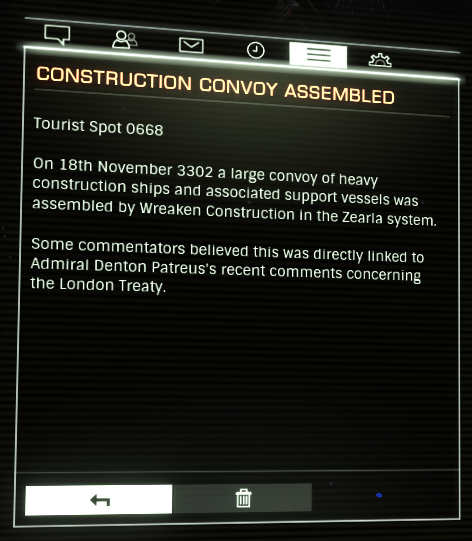 CONSTRUCTION CONVOY ASSEMBLED
Tourist Spot 0668
On 18th November 3302 a large convoy of heavy
construction ships and associated support vessels was
assembled by Wreaken Construction in the Zearla system.
Some commentators believed this was directly linked to
Admiral Denton Patreus's recent comments concerning
the London Treaty.